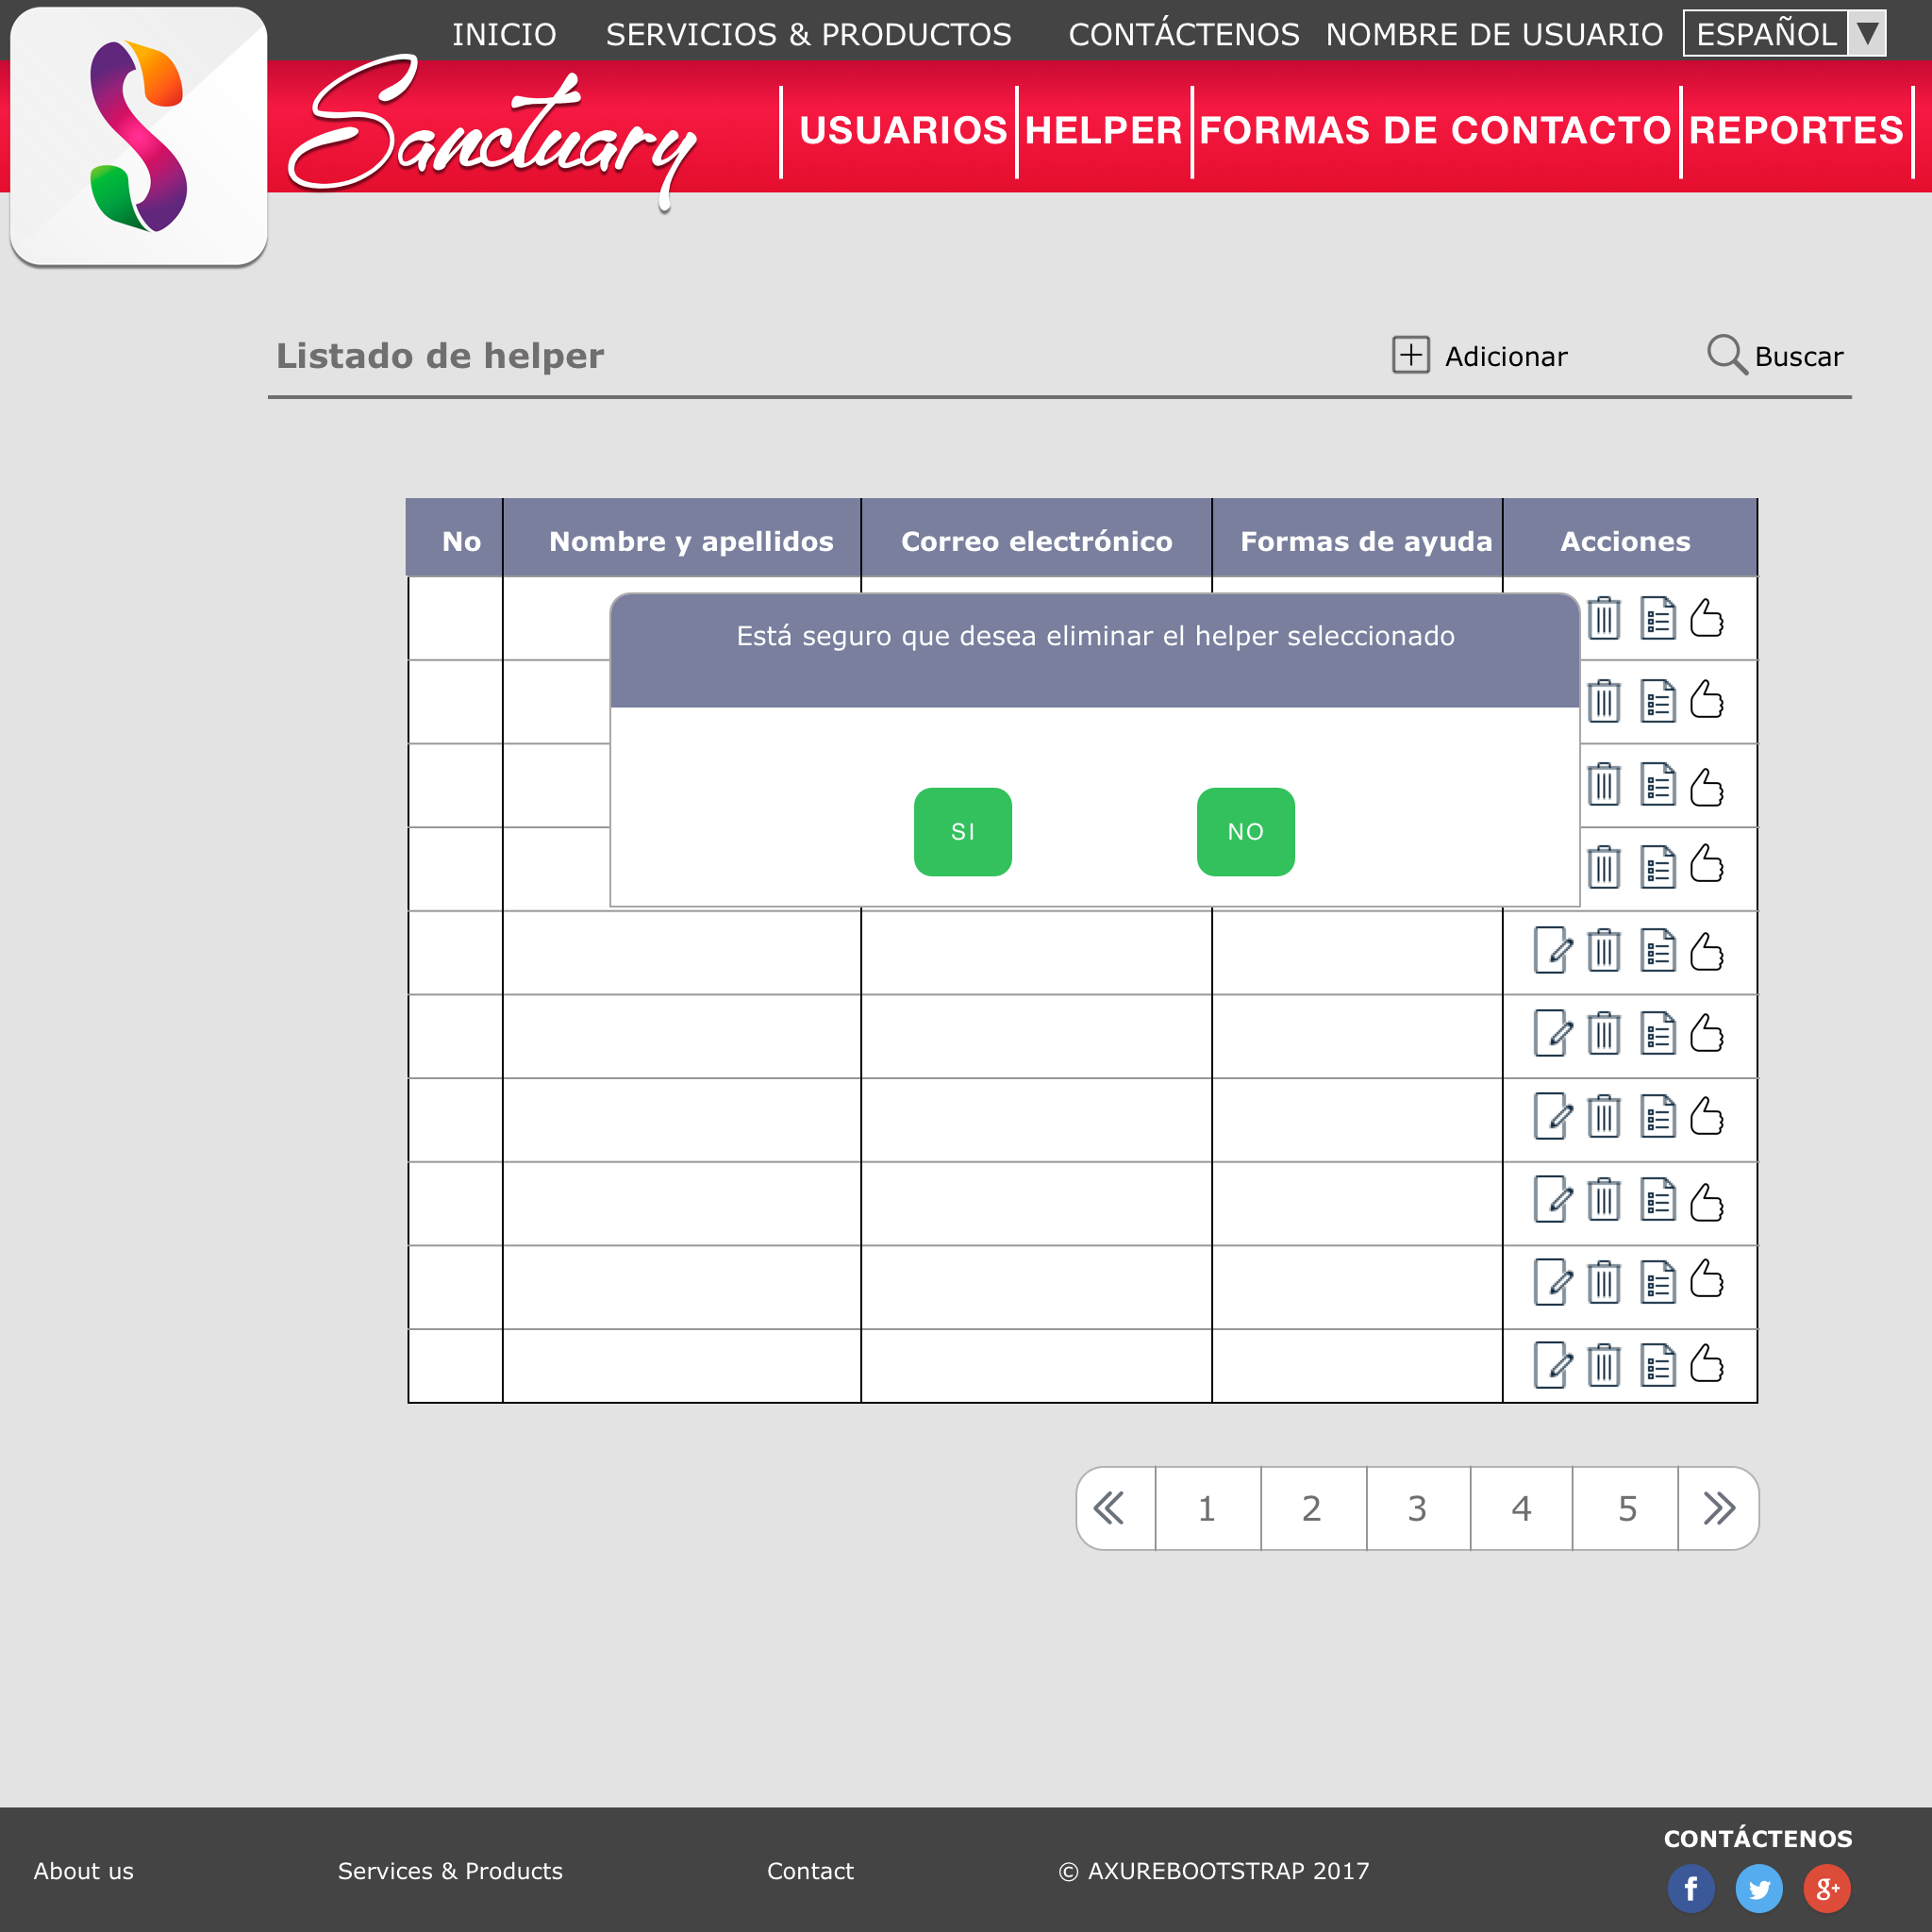 INICIO SERVICIOS & PRODUCTOS CONTÁCTENOS NOMBRE DE USUARIO ESPAÑOL
Sanctuary
USUARIOS HELPER FORMAS DE CONTACTO REPORTES
Listado de helper Adicionar Buscar
No Nombre y apellidos Correo electrónico Formas de ayuda Acciones
Está seguro que desea eliminar el helper seleccionado
SI NO
1 2 3 4 5
CONTÁCTENOS
About us Services & Products Contact © AXUREBOOTSTRAP 2017
f g+